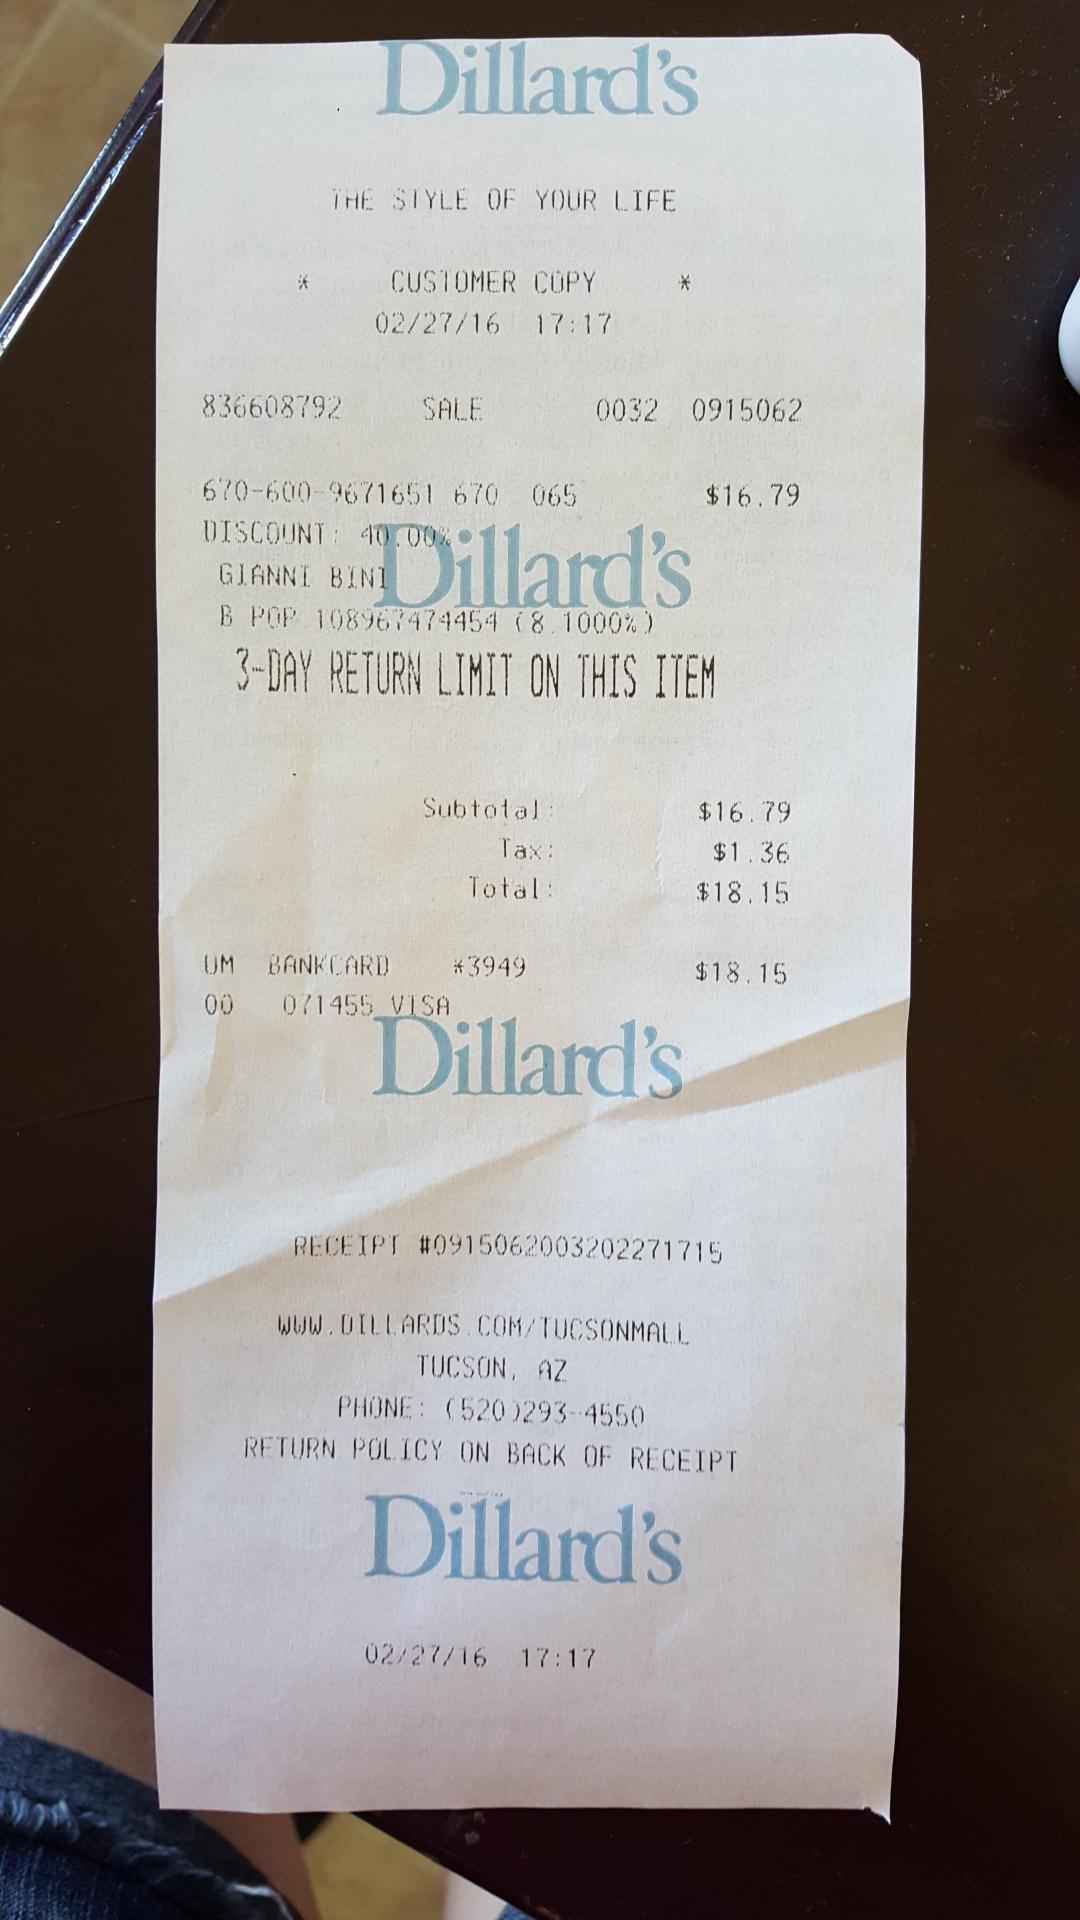 Dillard's
THE STYLE OF YOUR LIFE
* CUSTOMER COPY *
02/27/16 17:17
836608792 SALE 0032 0915062
670-600-9671651 670 065 $16.79
DISCOUNT: 40.00%
Dillard's
GIANNI BINI
B POP 108967474454 (8.1000%)
3-DAY RETURN LIMIT ON THIS ITEM
Subtotal: $16.79
Tax: $1.36
Total: $18.15
UM BANKCARD *3949 $18.15
00 071455 VISA
Dillard's
RECEIPT #0915062003202271715
WWW.DILLARDS.COM/TUCSONMALL
TUCSON, AZ
PHONE: (520)293-4550
RETURN POLICY ON BACK OF RECEIPT
Dillard's
02/27/16 17:17